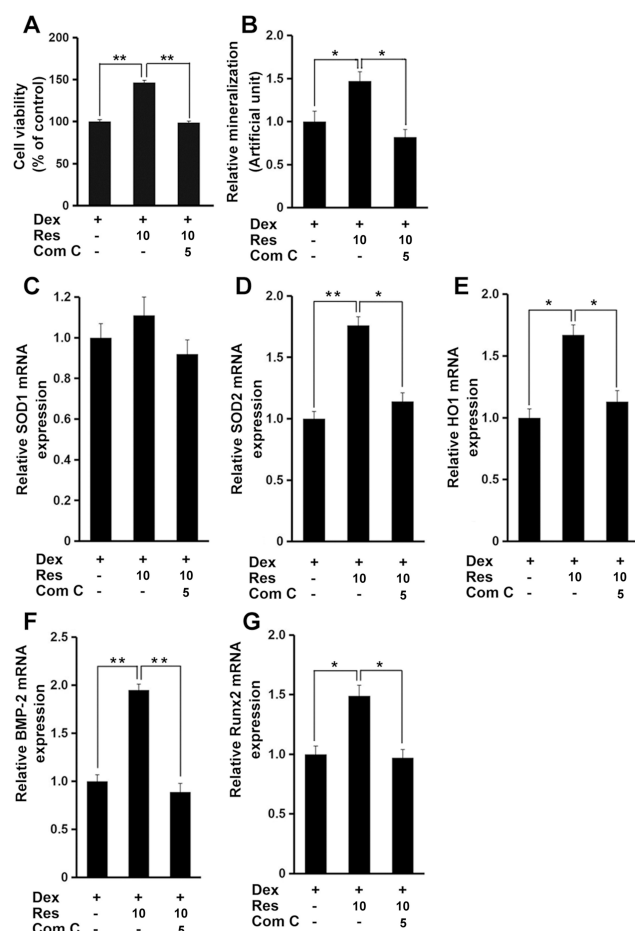 A
Cell viability
(% of control)
200
150
100
50
0
** **
Dex + + +
Res - 10 10
Com C - - 5
B
Relative mineralization
(Artificial unit)
2.0
1.5
1.0
0.5
0
* *
Dex + + +
Res - 10 10
Com C - - 5
C
Relative SOD1 mRNA
expression
1.2
1.0
0.8
0.6
0.4
0.2
0
Dex + + +
Res - 10 10
Com C - - 5
D
Relative SOD2 mRNA
expression
2.0
1.5
1.0
0.5
0
** *
Dex + + +
Res - 10 10
Com C - - 5
E
Relative HO1 mRNA
expression
2.0
1.5
1.0
0.5
0
* *
Dex + + +
Res - 10 10
Com C - - 5
F
Relative BMP-2 mRNA
expression
2.5
2.0
1.5
1.0
0.5
0
** **
Dex + + +
Res - 10 10
Com C - - 5
G
Relative Runx2 mRNA
expression
2.0
1.5
1.0
0.5
0
* *
Dex + + +
Res - 10 10
Com C - - 5